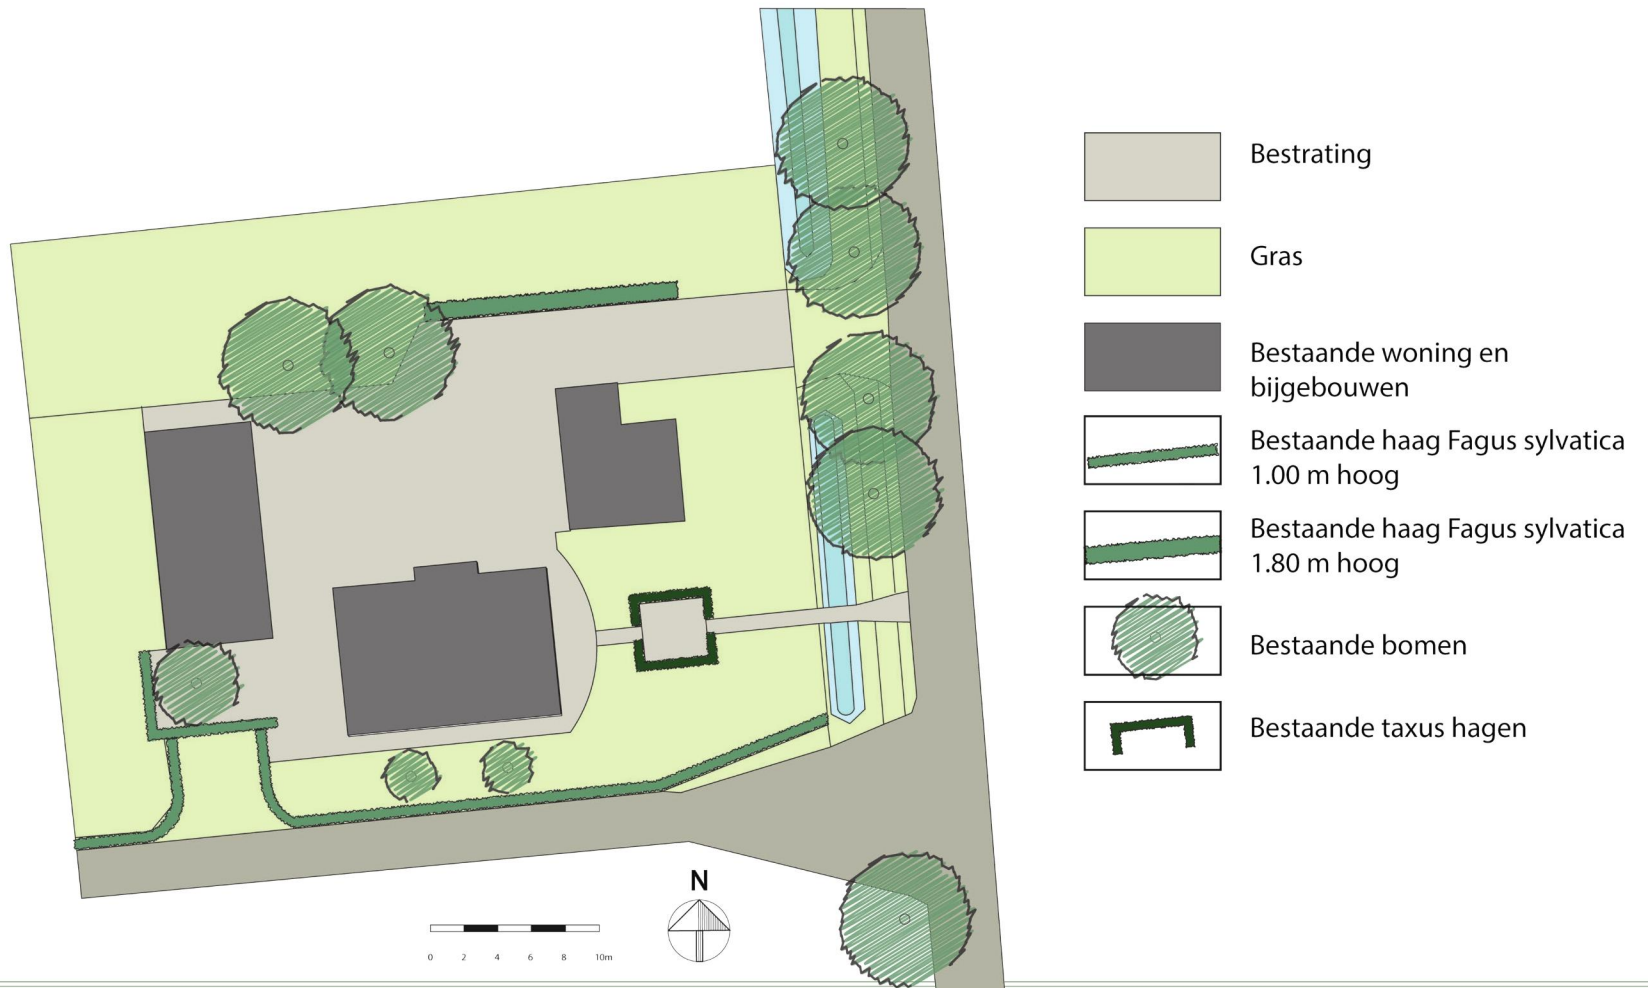 Bestrating
Gras
Bestaande woning en
bijgebouwen
Bestaande haag Fagus sylvatica
1.00 m hoog
Bestaande haag Fagus sylvatica
1.80 m hoog
Bestaande bomen
Bestaande taxus hagen
N
0 2 4 6 8 10m